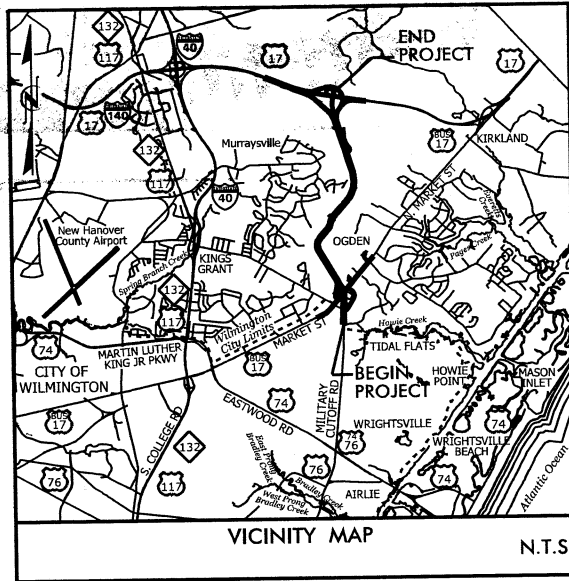 132
117
40
17
END
PROJECT
17
17
140
132
117
Murraysville
BUS
17
KIRKLAND
40
N. MARKET ST
New Hanover
County Airport
OGDEN
Pages Creek
KINGS
GRANT
Spring Branch Creek
132
117
Wilmington
City Limits
MARKET ST
Howie Creek
TIDAL FLATS
74
MARTIN LUTHER
KING JR PKWY
BUS
17
CITY OF
WILMINGTON
BEGIN
PROJECT
HOWIE
POINT
MASON
INLET
74
EASTWOOD RD
MILITARY
CUTOFF RD
BUS
17
S. COLLEGE RD
132
74
76
WRIGHTSVILLE
74
WRIGHTSVILLE
BEACH
76
76
117
East Prong
Bradley Creek
Bradley Creek
West Prong
Bradley Creek
AIRLIE
74
Atlantic Ocean
VICINITY MAP
N.T.S